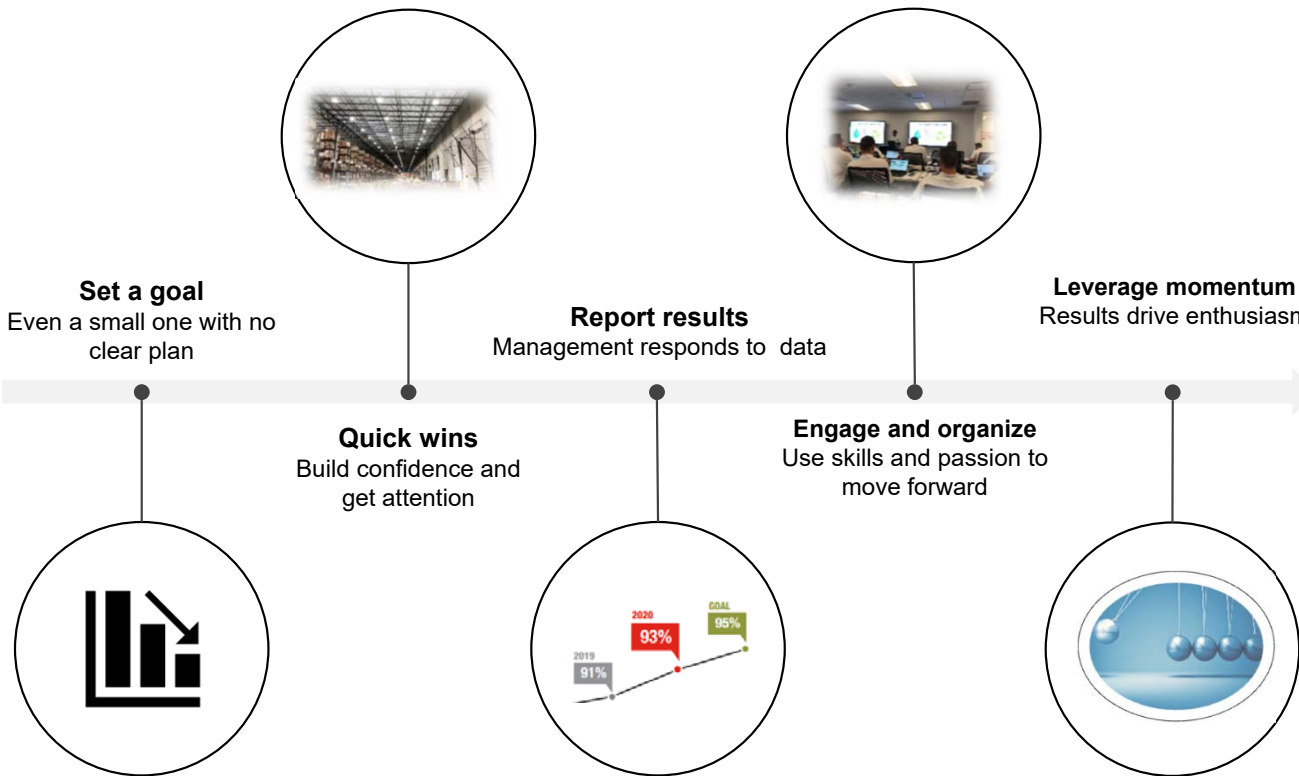 Set a goal
Even a small one with no
clear plan
Quick wins
Build confidence and
get attention
Report results
Management responds to  data
Engage and organize
Use skills and passion to
move forward
Leverage momentum
Results drive enthusiasm
2019
91%
2020
93%
GOAL
95%